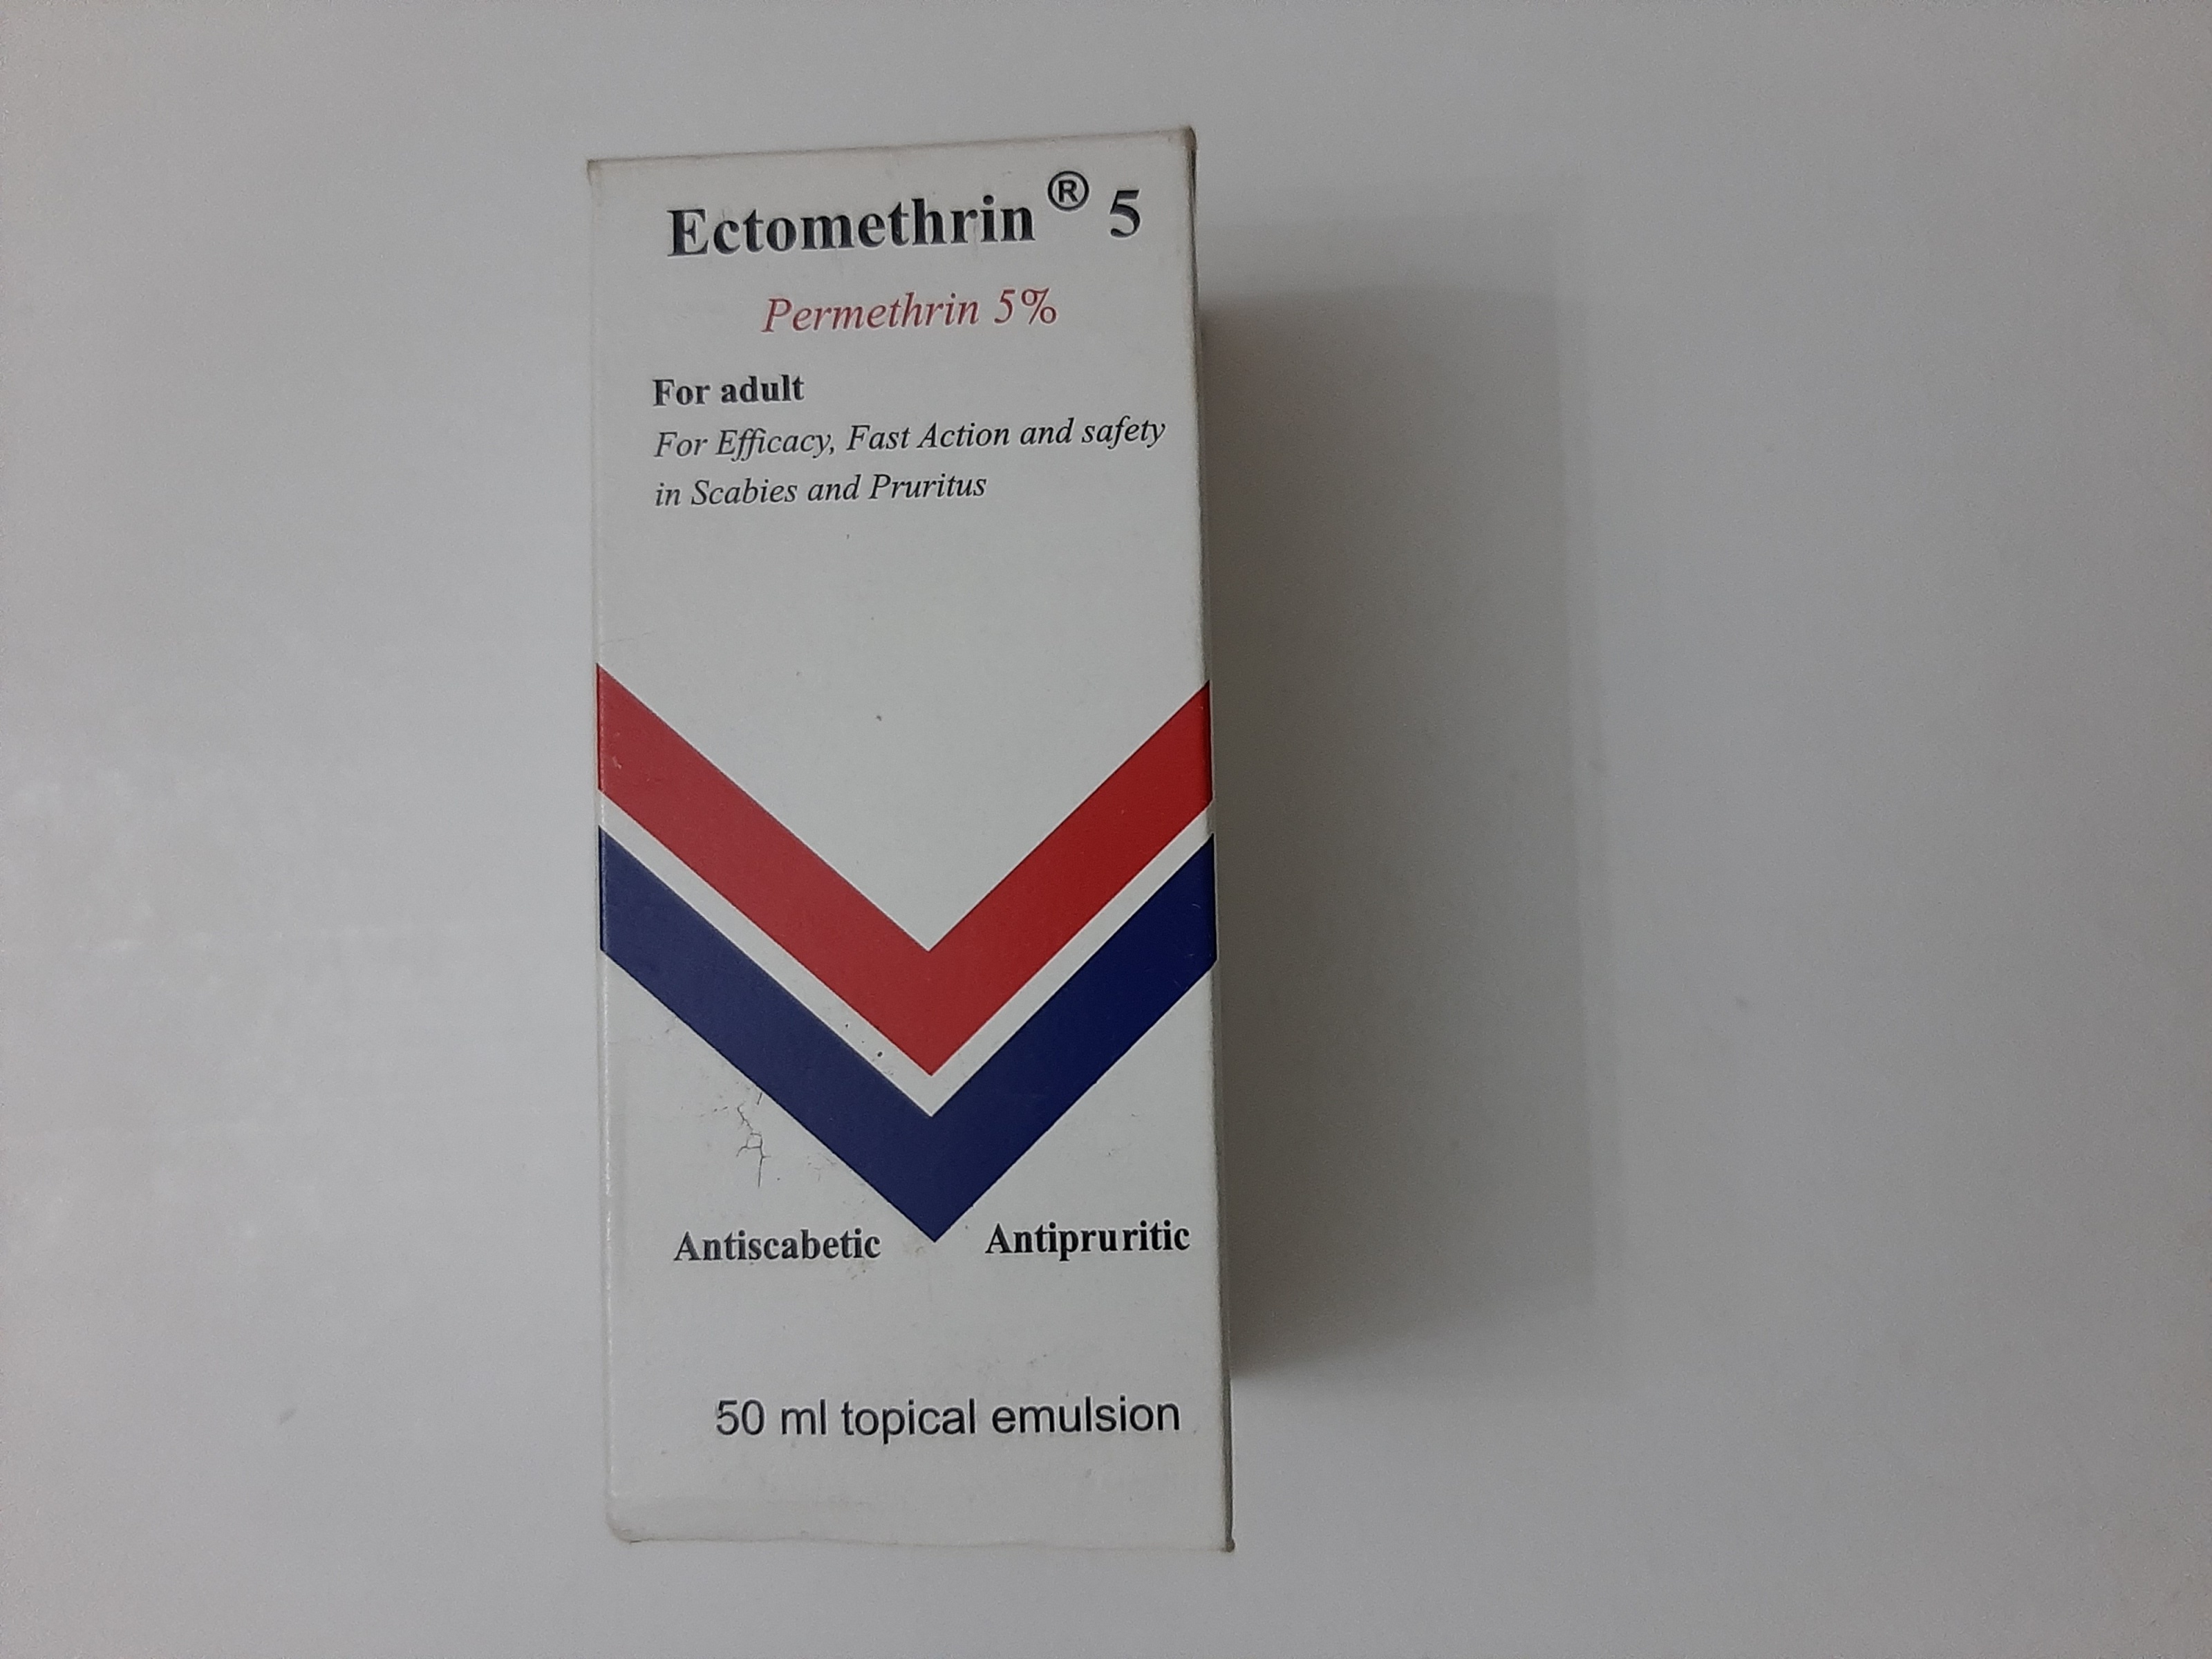 Ectomethrin® 5
Permethrin 5%
For adult
For Efficacy, Fast Action and safety
in Scabies and Pruritus
Antiscabetic Antipruritic
50 ml topical emulsion